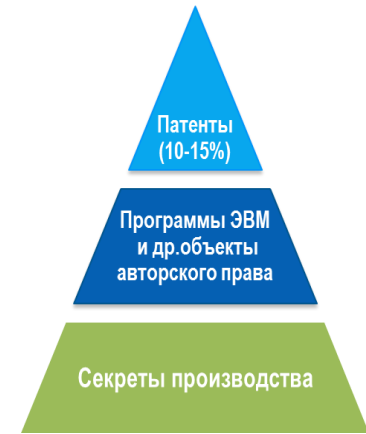 Патенты
(10-15%)
Программы ЭВМ
и др.объекты
авторского права
Секреты производства